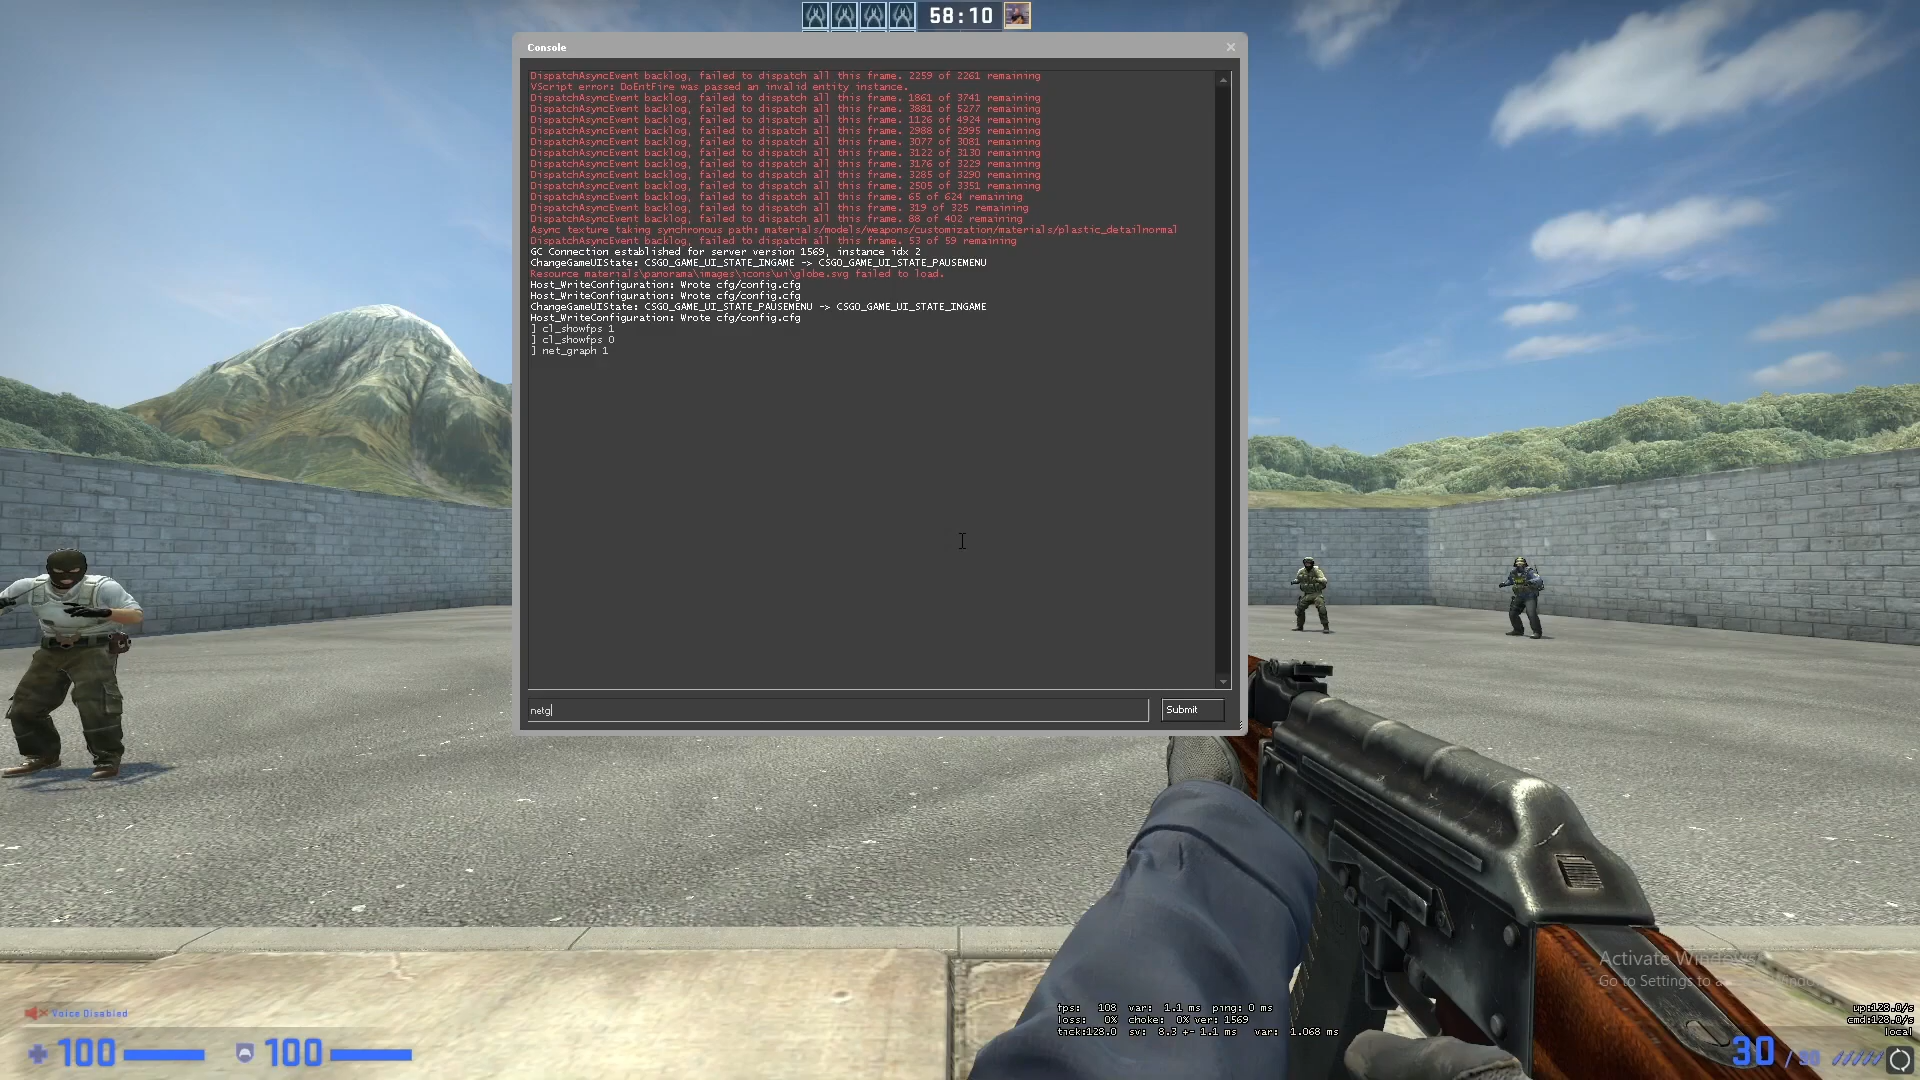 58:10
Console
DispatchAsyncEvent backlog, failed to dispatch all this frame. 2259 of 2261 remaining
VScript error: DoEntFire was passed an invalid entity instance.
DispatchAsyncEvent backlog, failed to dispatch all this frame. 1861 of 3741 remaining
DispatchAsyncEvent backlog, failed to dispatch all this frame. 3881 of 5277 remaining
DispatchAsyncEvent backlog, failed to dispatch all this frame. 1126 of 4924 remaining
DispatchAsyncEvent backlog, failed to dispatch all this frame. 2988 of 2995 remaining
DispatchAsyncEvent backlog, failed to dispatch all this frame. 3077 of 3081 remaining
DispatchAsyncEvent backlog, failed to dispatch all this frame. 3122 of 3130 remaining
DispatchAsyncEvent backlog, failed to dispatch all this frame. 3176 of 3229 remaining
DispatchAsyncEvent backlog, failed to dispatch all this frame. 3285 of 3290 remaining
DispatchAsyncEvent backlog, failed to dispatch all this frame. 2505 of 3351 remaining
DispatchAsyncEvent backlog, failed to dispatch all this frame. 65 of 624 remaining
DispatchAsyncEvent backlog, failed to dispatch all this frame. 319 of 325 remaining
DispatchAsyncEvent backlog, failed to dispatch all this frame. 88 of 402 remaining
Async texture taking synchronous path: materials/models/weapons/customization/materials/plastic_detailnormal
DispatchAsyncEvent backlog, failed to dispatch all this frame. 53 of 59 remaining
GC Connection established for server version 1569, instance idx 2
ChangeGameUIState: CSGO_GAME_UI_STATE_INGAME -> CSGO_GAME_UI_STATE_PAUSEMENU
Resource materials\panorama\images\icons\ui\globe.svg failed to load.
Host_WriteConfiguration: Wrote cfg/config.cfg
Host_WriteConfiguration: Wrote cfg/config.cfg
ChangeGameUIState: CSGO_GAME_UI_STATE_PAUSEMENU -> CSGO_GAME_UI_STATE_INGAME
Host_WriteConfiguration: Wrote cfg/config.cfg
] cl_showfps 1
] cl_showfps 0
] net_graph 1
netg
Submit
Activate Windows
Go to Settings to a
fps: 108 var: 1.1 ms ping: 0 ms
loss: 0% choke: 0% ver: 1569
tick:128.0 sv: 8.3 +- 1.1 ms var: 1.068 ms
up:128.0/s
cmd:128.0/s
local
Voice Disabled
100
100
30 / 90